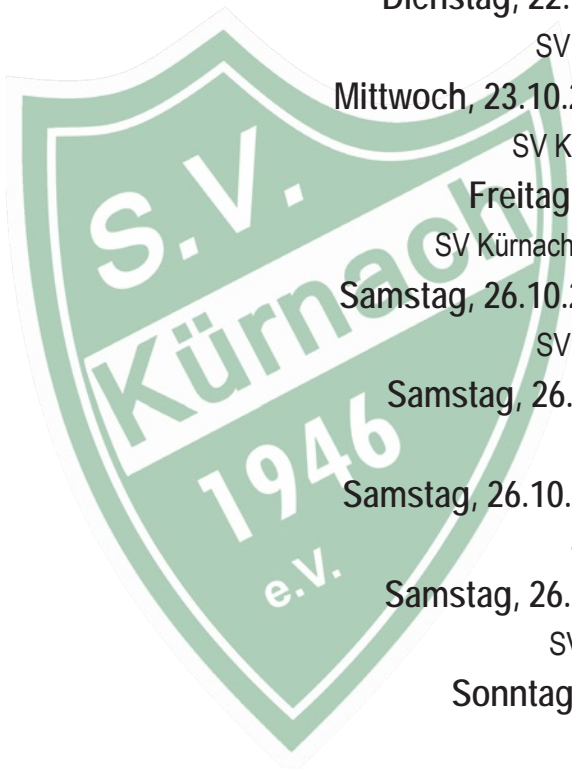 Dienstag, 22.
SV
Mittwoch, 23.10.
SV K
Freitag
SV Kürnach
Samstag, 26.10.
SV
Samstag, 26.
Samstag, 26.10.
Samstag, 26.
SV
Sonntag
S.V.
Kürnach
1946
e.V.